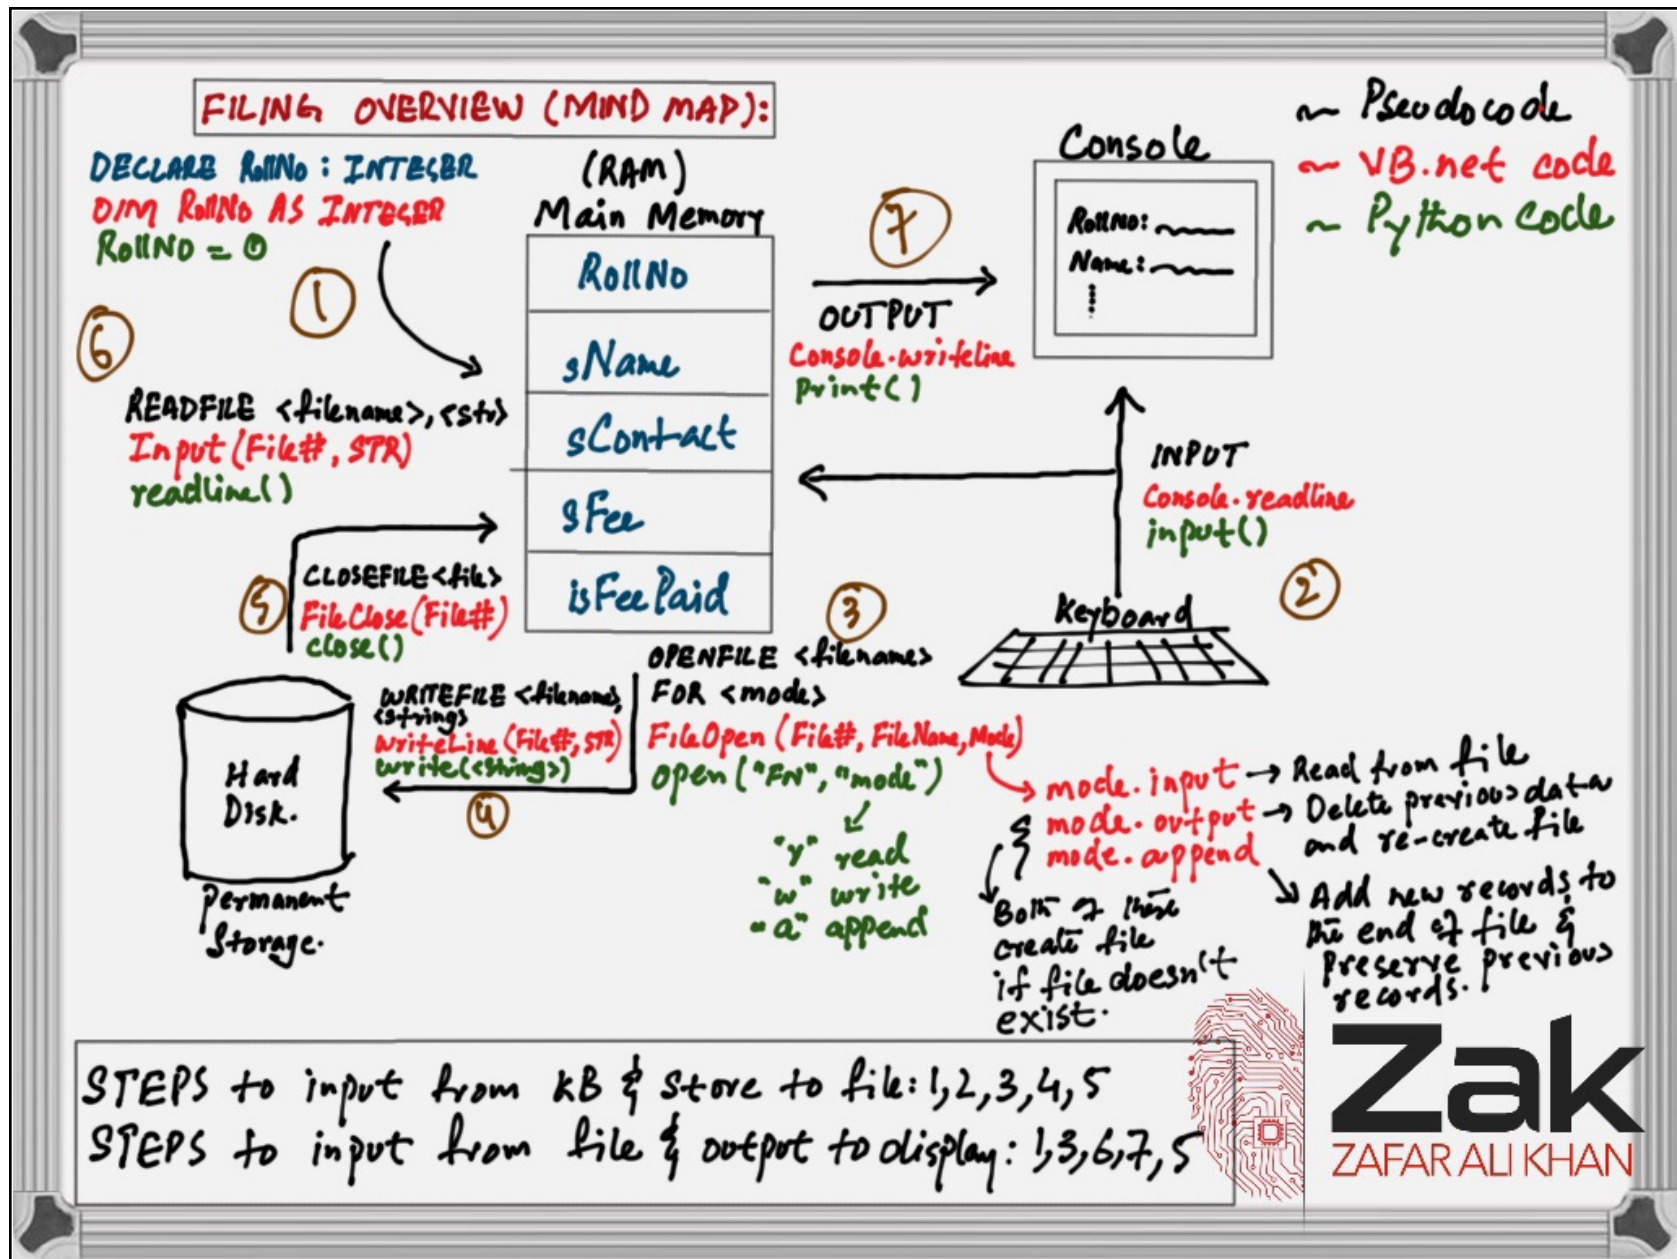 FILING OVERVIEW (MIND MAP):
~ Pseudocode
~ VB.net code
~ Python code
DECLARE RollNo : INTEGER
DIM RollNo AS INTEGER
RollNo = 0
1
(RAM)
Main Memory
RollNo
sName
sContact
sFee
isFeePaid
7
OUTPUT
Console.writeline
Print()
Console
RollNo:
Name:
6
READFILE <filename>,<str>
Input (File#, STR)
readline()
INPUT
Console.readline
input()
2
Keyboard
5
CLOSEFILE <file>
FileClose (File#)
close()
3
OPENFILE <filename>
FOR <mode>
FileOpen (File#, FileName, Mode)
open ("FN", "mode")
"r" read
"w" write
"a" append
WRITEFILE <filename>,
<string>
WriteLine (File#, STR)
write(<string>)
4
Hard
Disk.
Permanent
Storage.
mode.input → Read from file
mode.output → Delete previous data
and re-create file
mode.append
Add new records to
the end of file &
preserve previous
records.
Both of these
create file
if file doesn't
exist.
STEPS to input from KB & store to file: 1,2,3,4,5
STEPS to input from file & output to display: 1,3,6,7,5
Zak
ZAFAR ALI KHAN